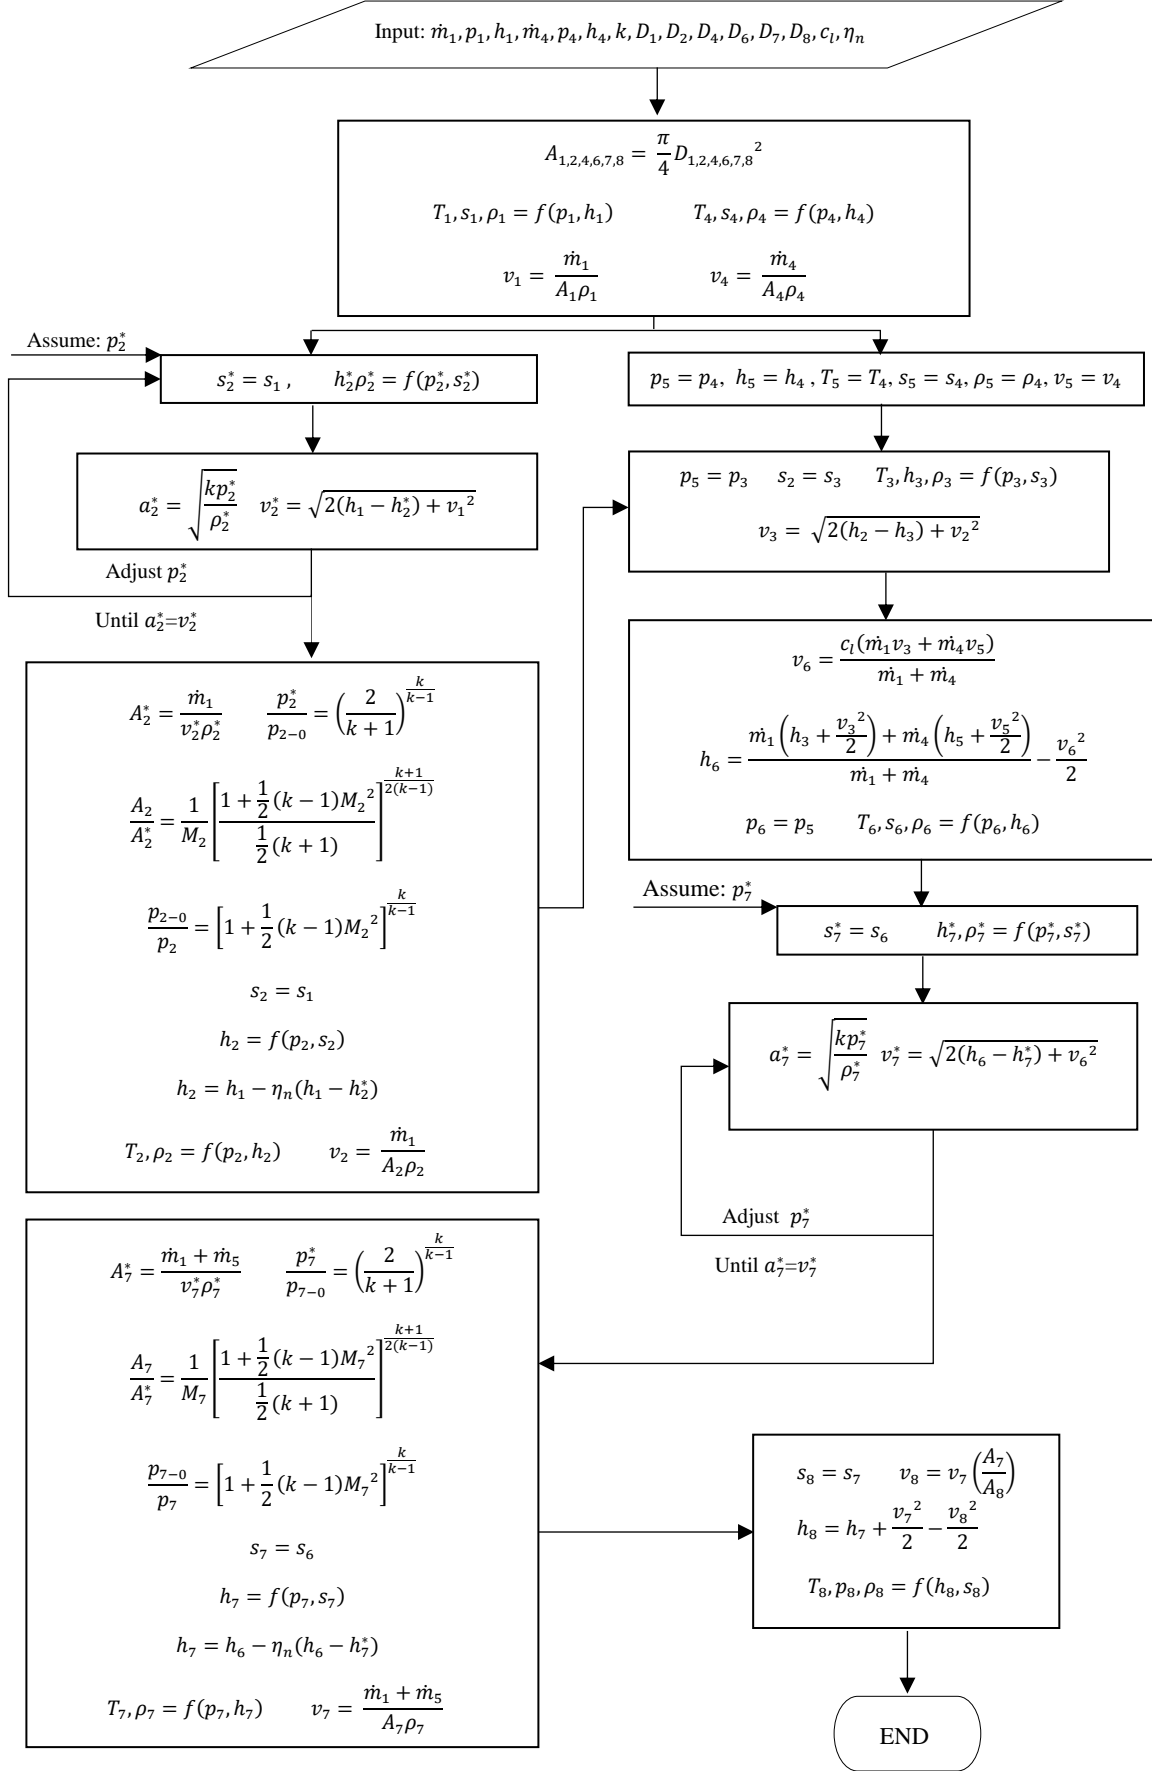 Input: ṁ₁, p₁, h₁, ṁ₄, p₄, h₄, k, D₁, D₂, D₄, D₆, D₇, D₈, c_l, η_n
A_{1,2,4,6,7,8} = π/4 D_{1,2,4,6,7,8}²
T₁, s₁, ρ₁ = f(p₁, h₁) T₄, s₄, ρ₄ = f(p₄, h₄)
v₁ = ṁ₁/(A₁ρ₁) v₄ = ṁ₄/(A₄ρ₄)
Assume: p₂*
s₂* = s₁ , h₂*ρ₂* = f(p₂*, s₂*)
a₂* = √(kp₂*/ρ₂*) v₂* = √(2(h₁ − h₂*) + v₁²)
Adjust p₂*
Until a₂*=v₂*
A₂* = ṁ₁/(v₂*ρ₂*) p₂*/p₂₋₀ = (2/(k + 1))^(k/(k−1))
A₂/A₂* = 1/M₂ [(1 + 1/2 (k − 1)M₂²)/(1/2 (k + 1))]^((k+1)/(2(k−1)))
p₂₋₀/p₂ = [1 + 1/2 (k − 1)M₂²]^(k/(k−1))
s₂ = s₁
h₂ = f(p₂, s₂)
h₂ = h₁ − η_n(h₁ − h₂*)
T₂, ρ₂ = f(p₂, h₂) v₂ = ṁ₁/(A₂ρ₂)
p₅ = p₄, h₅ = h₄ , T₅ = T₄, s₅ = s₄, ρ₅ = ρ₄, v₅ = v₄
p₅ = p₃ s₂ = s₃ T₃, h₃, ρ₃ = f(p₃, s₃)
v₃ = √(2(h₂ − h₃) + v₂²)
v₆ = c_l(ṁ₁v₃ + ṁ₄v₅)/(ṁ₁ + ṁ₄)
h₆ = (ṁ₁(h₃ + v₃²/2) + ṁ₄(h₅ + v₅²/2))/(ṁ₁ + ṁ₄) − v₆²/2
p₆ = p₅ T₆, s₆, ρ₆ = f(p₆, h₆)
Assume: p₇*
s₇* = s₆ h₇*, ρ₇* = f(p₇*, s₇*)
a₇* = √(kp₇*/ρ₇*) v₇* = √(2(h₆ − h₇*) + v₆²)
Adjust p₇*
Until a₇*=v₇*
A₇* = (ṁ₁ + ṁ₅)/(v₇*ρ₇*) p₇*/p₇₋₀ = (2/(k + 1))^(k/(k−1))
A₇/A₇* = 1/M₇ [(1 + 1/2 (k − 1)M₇²)/(1/2 (k + 1))]^((k+1)/(2(k−1)))
p₇₋₀/p₇ = [1 + 1/2 (k − 1)M₇²]^(k/(k−1))
s₇ = s₆
h₇ = f(p₇, s₇)
h₇ = h₆ − η_n(h₆ − h₇*)
T₇, ρ₇ = f(p₇, h₇) v₇ = (ṁ₁ + ṁ₅)/(A₇ρ₇)
s₈ = s₇ v₈ = v₇(A₇/A₈)
h₈ = h₇ + v₇²/2 − v₈²/2
T₈, p₈, ρ₈ = f(h₈, s₈)
END